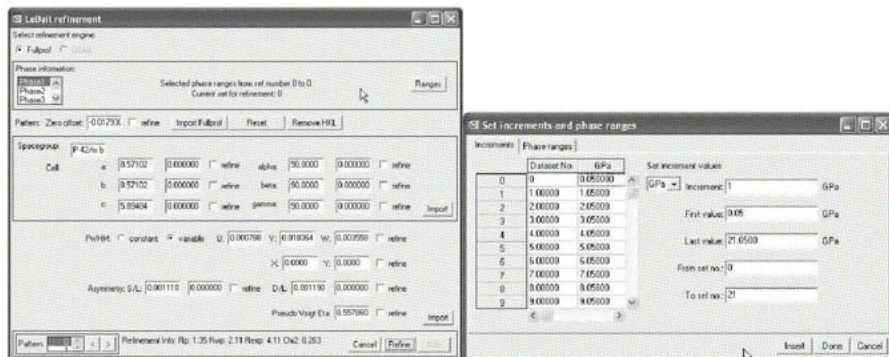 LeBail refinement
Select refinement engine:
Fullprof
Phase information:
Phase1
Phase2
Phase3
Selected phase ranges from set number 0 to 0.
Current set for refinement: 0
Ranges
Pattern: Zero offset: refine Import Fullprof Reset Remove HKL
Spacegroup: P 42/m b
Cell: a: 8.57102 0.000000 refine alpha: 90.0000 0.000000 refine
b: 8.57102 0.000000 refine beta: 90.0000 0.000000 refine
c: 5.89484 0.000000 refine gamma: 90.0000 0.000000 refine Import
FWHM: constant variable U: 0.000788 V: 0.018364 W: 0.003558 refine
X: 0.0000 Y: 0.0000 refine
Asymmetry: S/L: 0.001110 0.000000 refine D/L: 0.001190 0.000000 refine
Pseudo Voigt Eta: 0.557860 refine Import
Pattern: 0 < > Refinement Info: Rp: 1.35 Rwp: 2.11 Rexp: 4.11 Chi2: 0.263 Cancel Refine
Set increments and phase ranges
Increments Phase ranges
Dataset No. GPa
0 0 0.050000
1 1.00000 1.05000
2 2.00000 2.05000
3 3.00000 3.05000
4 4.00000 4.05000
5 5.00000 5.05000
6 6.00000 6.05000
7 7.00000 7.05000
8 8.00000 8.05000
9 9.00000 9.05000
Set increment values
GPa Increment: 1 GPa
First value: 0.05 GPa
Last value: 21.0500 GPa
From set no.: 0
To set no.: 21
Insert Done Cancel